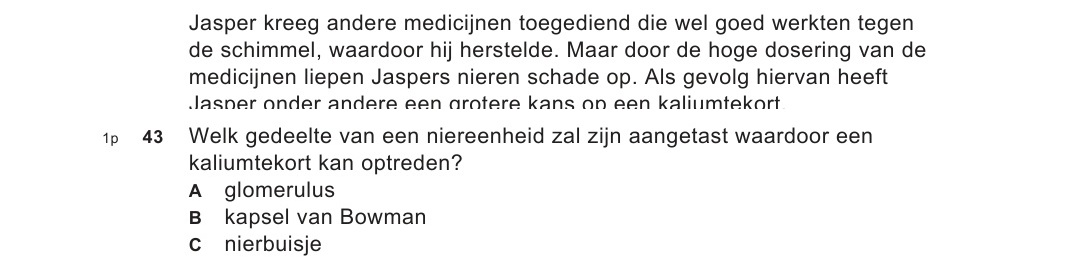 Jasper kreeg andere medicijnen toegediend die wel goed werkten tegen
de schimmel, waardoor hij herstelde. Maar door de hoge dosering van de
medicijnen liepen Jaspers nieren schade op. Als gevolg hiervan heeft
Jasper onder andere een grotere kans op een kaliumtekort.
1p 43 Welk gedeelte van een niereenheid zal zijn aangetast waardoor een
kaliumtekort kan optreden?
A glomerulus
B kapsel van Bowman
C nierbuisje